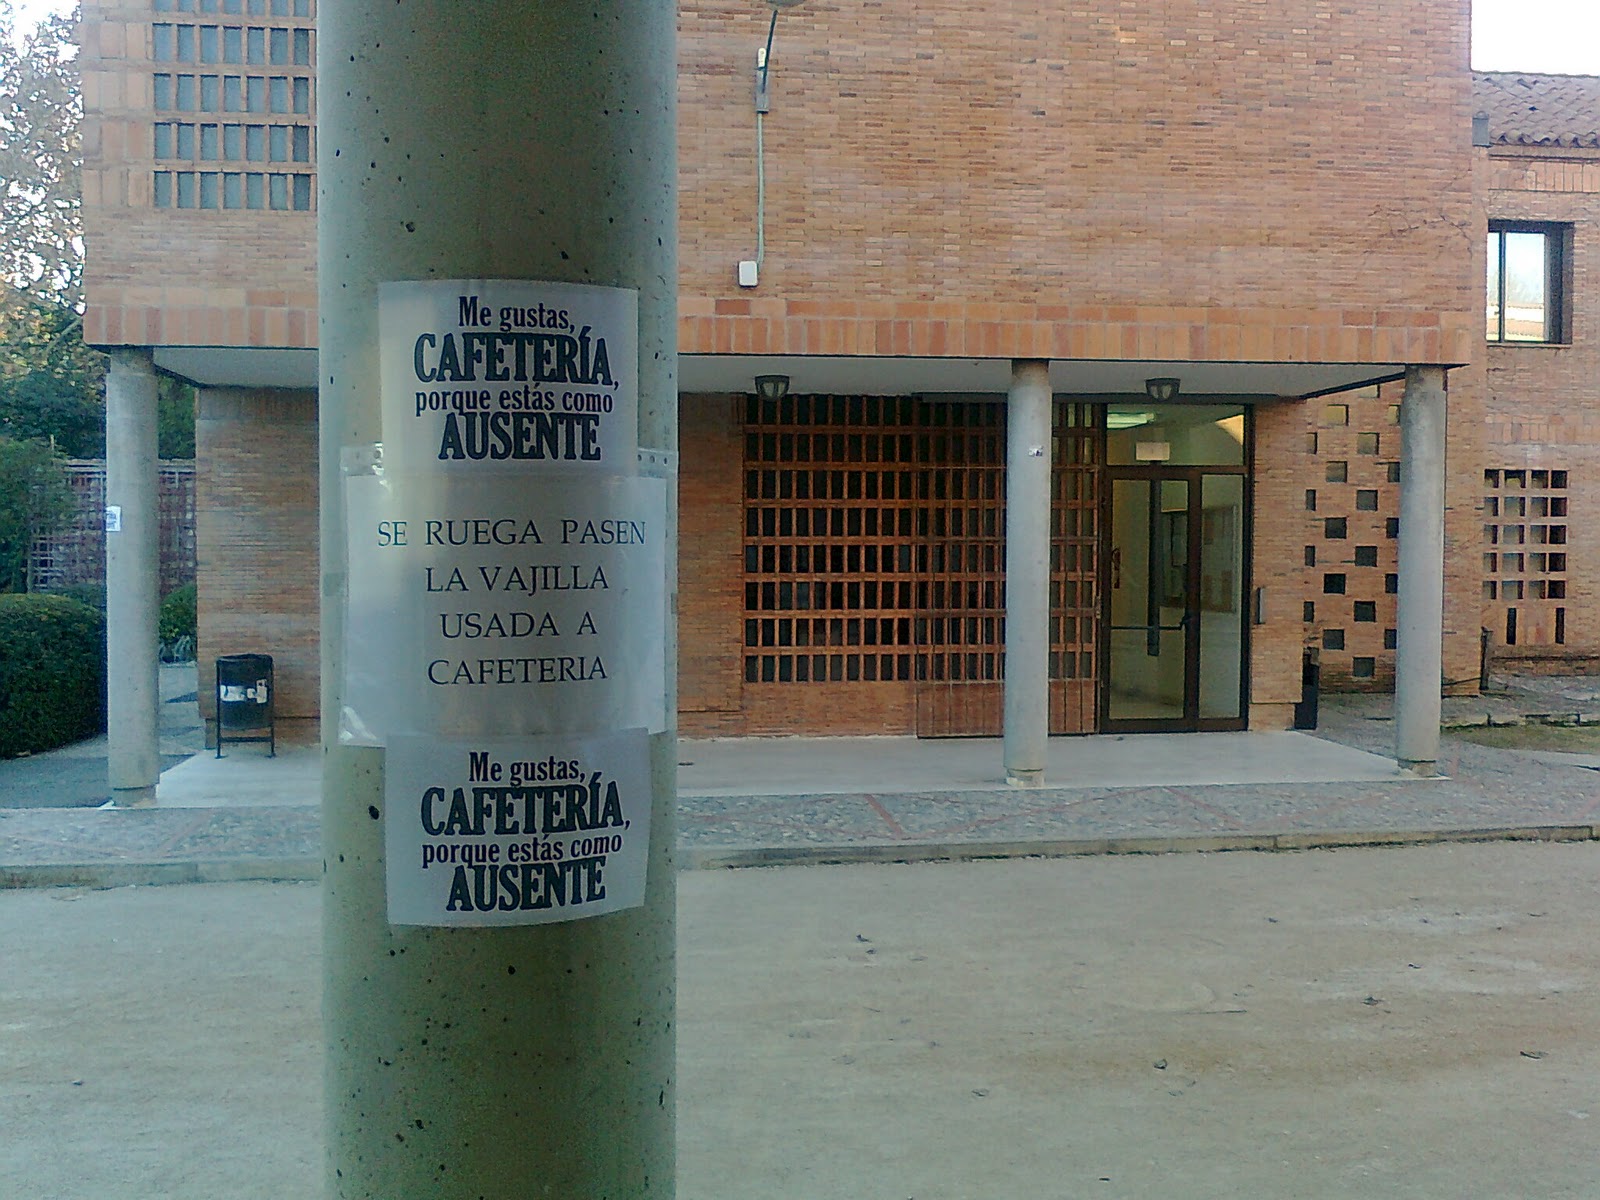 Me gustas,
CAFETERÍA,
porque estás como
AUSENTE
SE RUEGA PASEN
LA VAJILLA
USADA A
CAFETERIA
Me gustas,
CAFETERÍA,
porque estás como
AUSENTE